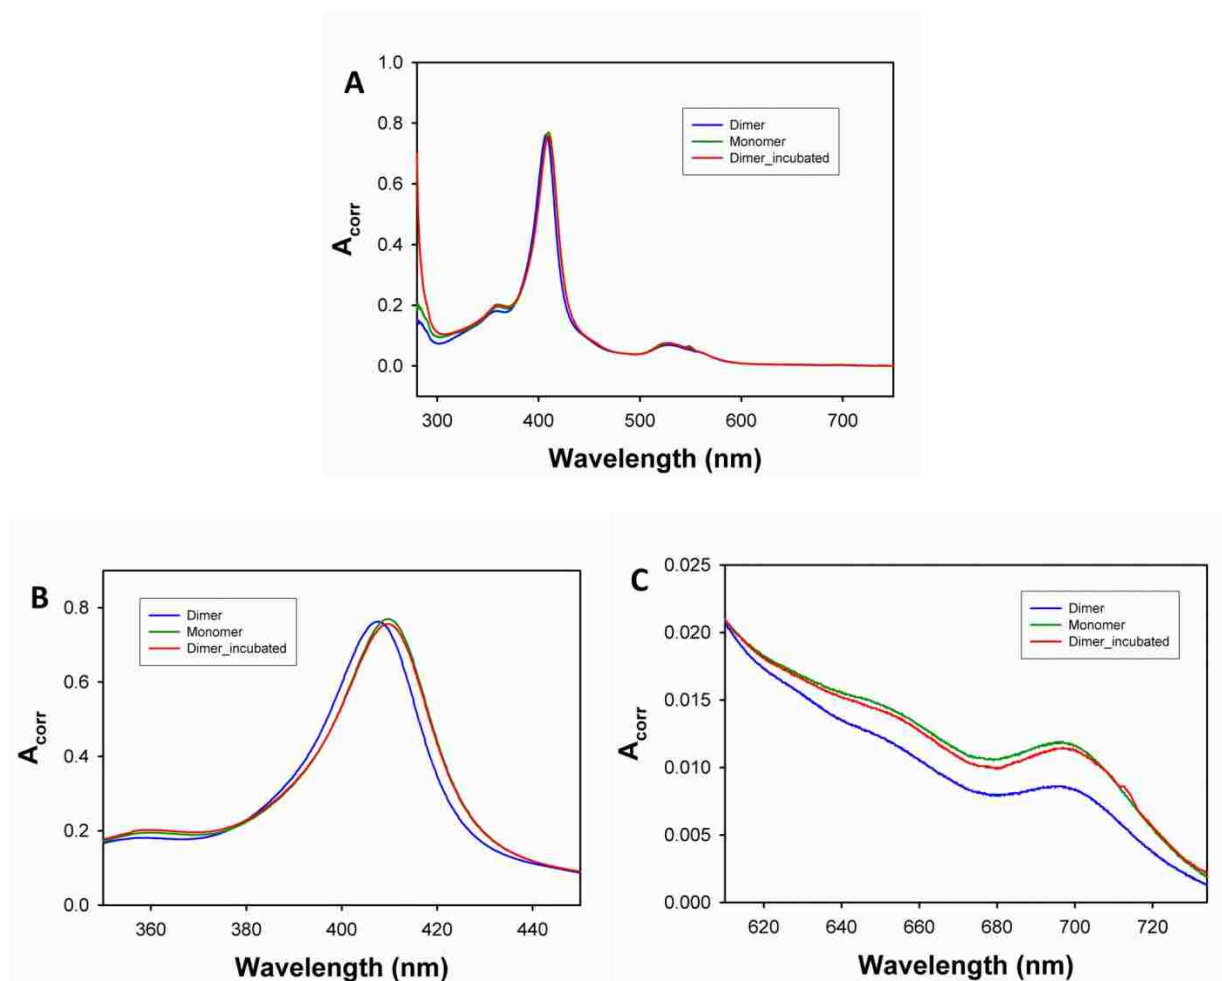 A
1.0
0.8
0.6
0.4
0.2
0.0
A_corr
Dimer
Monomer
Dimer_incubated
300 400 500 600 700
Wavelength (nm)
B
0.8
0.6
0.4
0.2
0.0
A_corr
Dimer
Monomer
Dimer_incubated
360 380 400 420 440
Wavelength (nm)
C
0.025
0.020
0.015
0.010
0.005
0.000
A_corr
Dimer
Monomer
Dimer_incubated
620 640 660 680 700 720
Wavelength (nm)